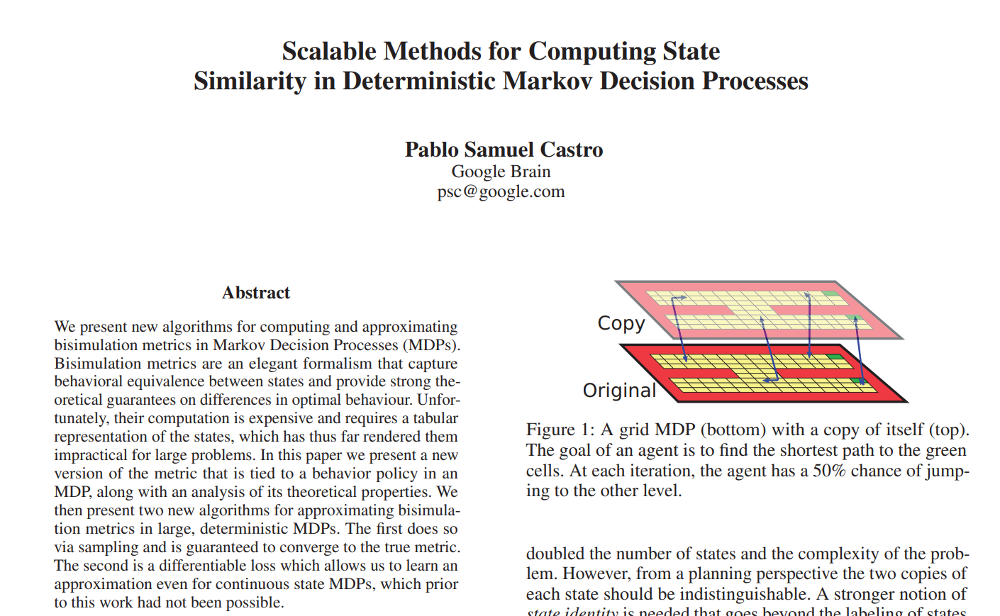 Scalable Methods for Computing State
Similarity in Deterministic Markov Decision Processes
Pablo Samuel Castro
Google Brain
psc@google.com
Abstract
We present new algorithms for computing and approximating
bisimulation metrics in Markov Decision Processes (MDPs).
Bisimulation metrics are an elegant formalism that capture
behavioral equivalence between states and provide strong the-
oretical guarantees on differences in optimal behaviour. Unfor-
tunately, their computation is expensive and requires a tabular
representation of the states, which has thus far rendered them
impractical for large problems. In this paper we present a new
version of the metric that is tied to a behavior policy in an
MDP, along with an analysis of its theoretical properties. We
then present two new algorithms for approximating bisimula-
tion metrics in large, deterministic MDPs. The first does so
via sampling and is guaranteed to converge to the true metric.
The second is a differentiable loss which allows us to learn an
approximation even for continuous state MDPs, which prior
to this work had not been possible.
Copy
Original
Figure 1: A grid MDP (bottom) with a copy of itself (top).
The goal of an agent is to find the shortest path to the green
cells. At each iteration, the agent has a 50% chance of jump-
ing to the other level.
doubled the number of states and the complexity of the prob-
lem. However, from a planning perspective the two copies of
each state should be indistinguishable. A stronger notion of
state identity is needed that goes beyond the labeling of states